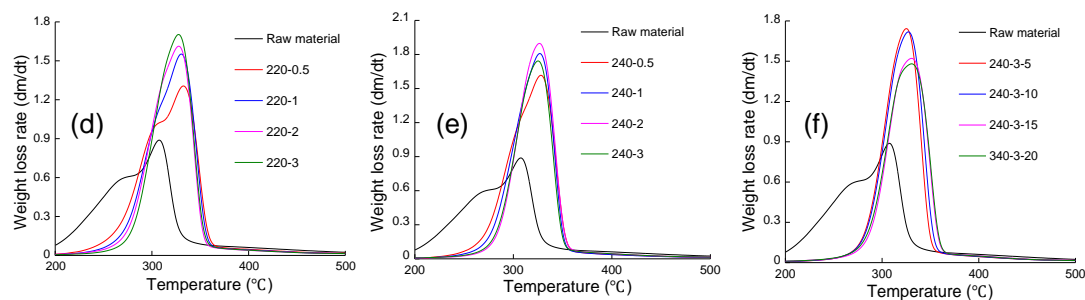 Weight loss rate (dm/dt)
1.8
1.5
1.2
0.9
0.6
0.3
0
(d)
Raw material
220-0.5
220-1
220-2
220-3
200 300 400 500
Temperature (℃)
Weight loss rate (dm/dt)
2.1
1.8
1.5
1.2
0.9
0.6
0.3
0.0
(e)
Raw material
240-0.5
240-1
240-2
240-3
200 300 400 500
Temperature (℃)
Weight loss rate (dm/dt)
1.8
1.5
1.2
0.9
0.6
0.3
0
(f)
Raw material
240-3-5
240-3-10
240-3-15
340-3-20
200 300 400 500
Temperature (℃)